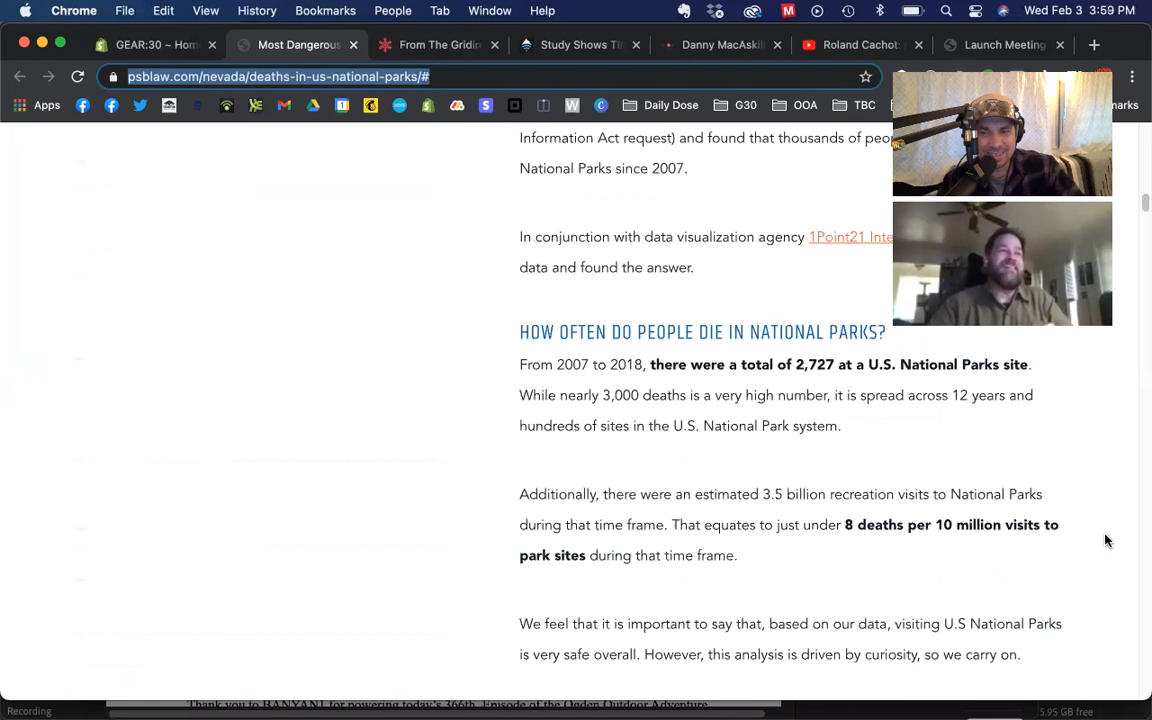 Chrome File Edit View History Bookmarks People Tab Window Help Wed Feb 3 3:59 PM
GEAR:30 ~ Hom Most Dangerous From The Gridir Study Shows Danny MacAskil Roland Cachot: Launch Meeting
psblaw.com/nevada/deaths-in-us-national-parks/#
Apps Daily Dose G30 OOA TBC
Information Act request) and found that thousands of
National Parks since 2007.
In conjunction with data visualization agency 1Point21
data and found the answer.
HOW OFTEN DO PEOPLE DIE IN NATIONAL PARKS?
From 2007 to 2018, there were a total of 2,727 at a U.S. National Parks site.
While nearly 3,000 deaths is a very high number, it is spread across 12 years and
hundreds of sites in the U.S. National Park system.
Additionally, there were an estimated 3.5 billion recreation visits to National Parks
during that time frame. That equates to just under 8 deaths per 10 million visits to
park sites during that time frame.
We feel that it is important to say that, based on our data, visiting U.S National Parks
is very safe overall. However, this analysis is driven by curiosity, so we carry on.
Recording Thank you to BANYAN1 for powering today's 366th Episode of the Ogden Outdoor Adventure 5.95 GB free